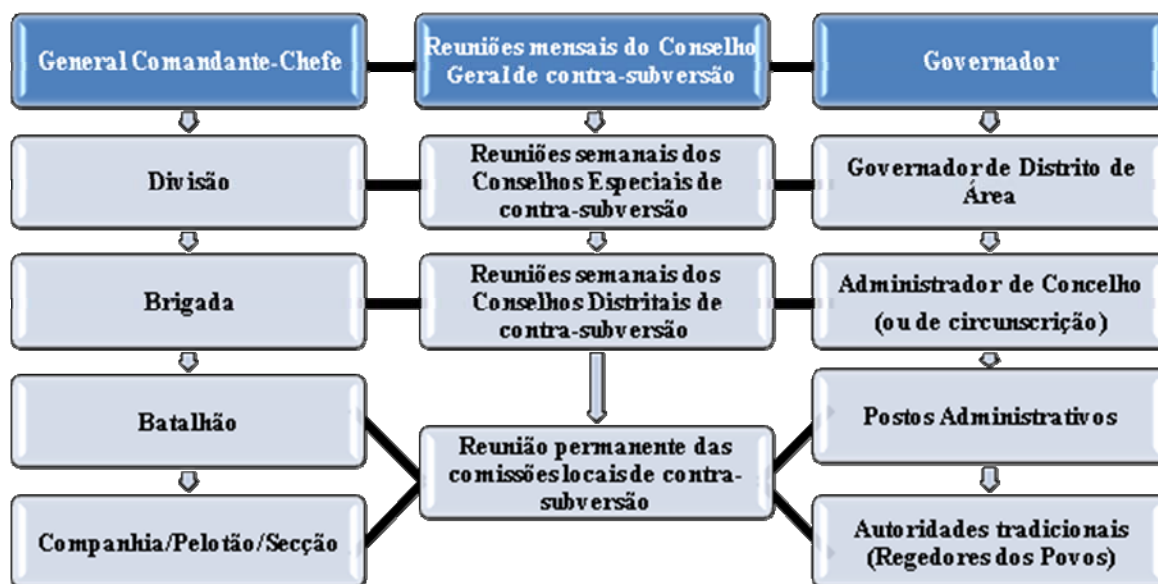 General Comandante-Chefe
Reuniões mensais do Conselho
Geral de contra-subversão
Governador
Divisão
Reuniões semanais dos
Conselhos Especiais de
contra-subversão
Governador de Distrito de
Área
Brigada
Reuniões semanais dos
Conselhos Distritais de
contra-subversão
Administrador de Concelho
(ou de circunscrição)
Batalhão
Reunião permanente das
comissões locais de contra-
subversão
Postos Administrativos
Companhia/Pelotão/Secção
Autoridades tradicionais
(Regedores dos Povos)